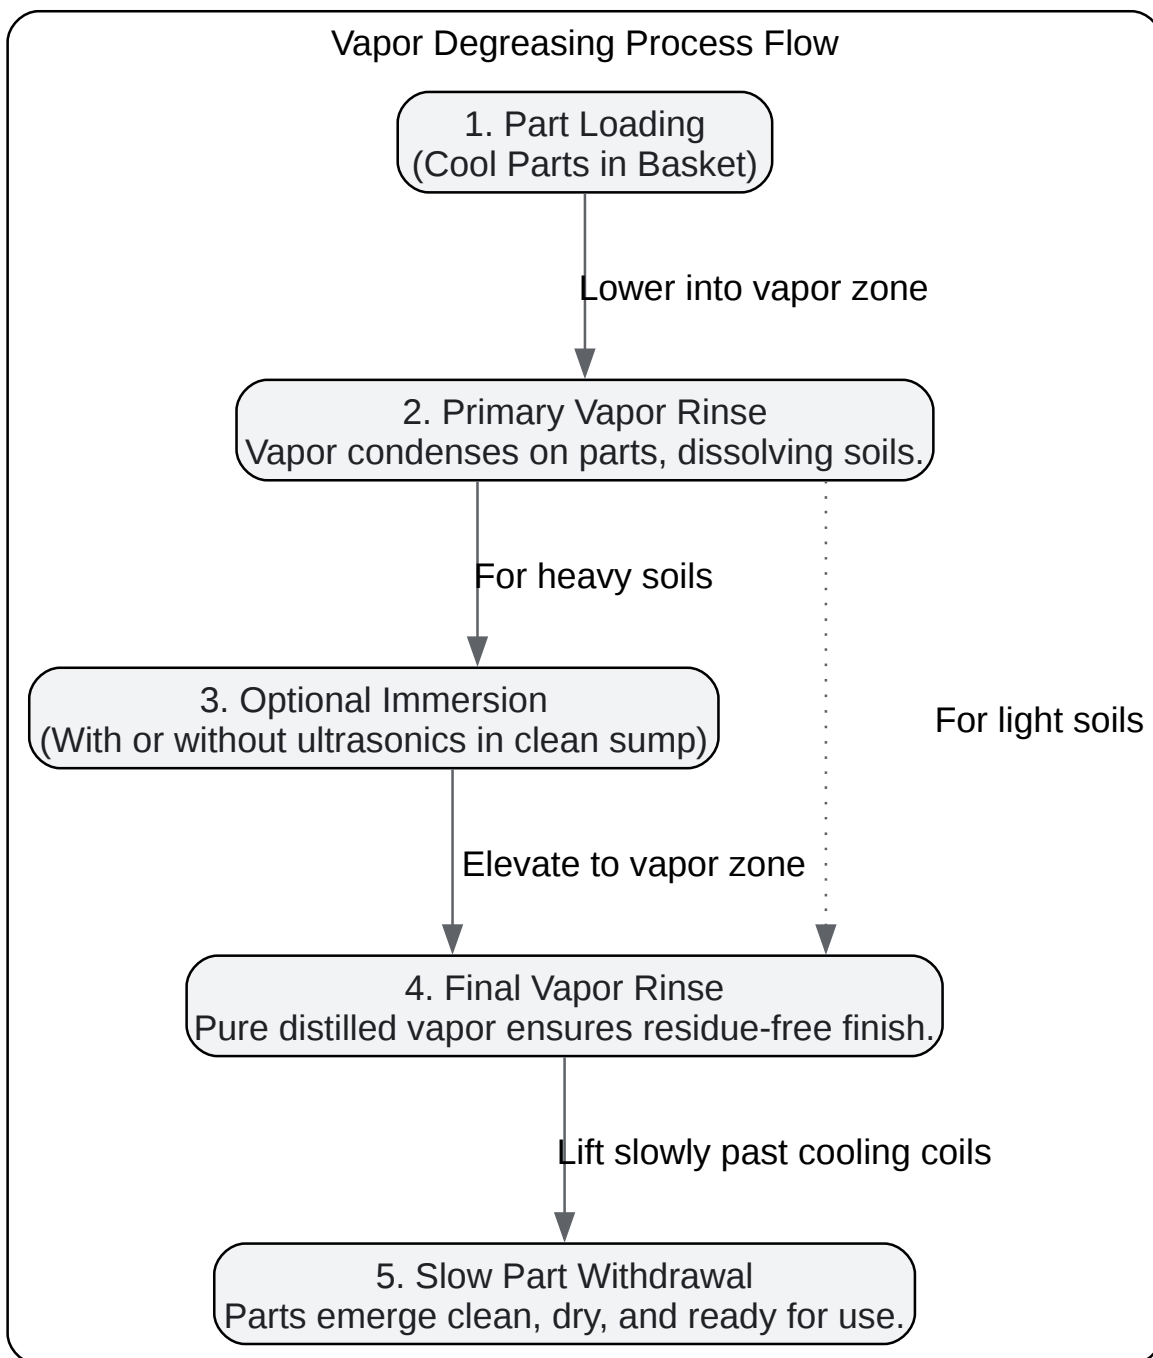 Vapor Degreasing Process Flow
1. Part Loading
(Cool Parts in Basket)
Lower into vapor zone
2. Primary Vapor Rinse
Vapor condenses on parts, dissolving soils.
For heavy soils
3. Optional Immersion
(With or without ultrasonics in clean sump)
For light soils
Elevate to vapor zone
4. Final Vapor Rinse
Pure distilled vapor ensures residue-free finish.
Lift slowly past cooling coils
5. Slow Part Withdrawal
Parts emerge clean, dry, and ready for use.